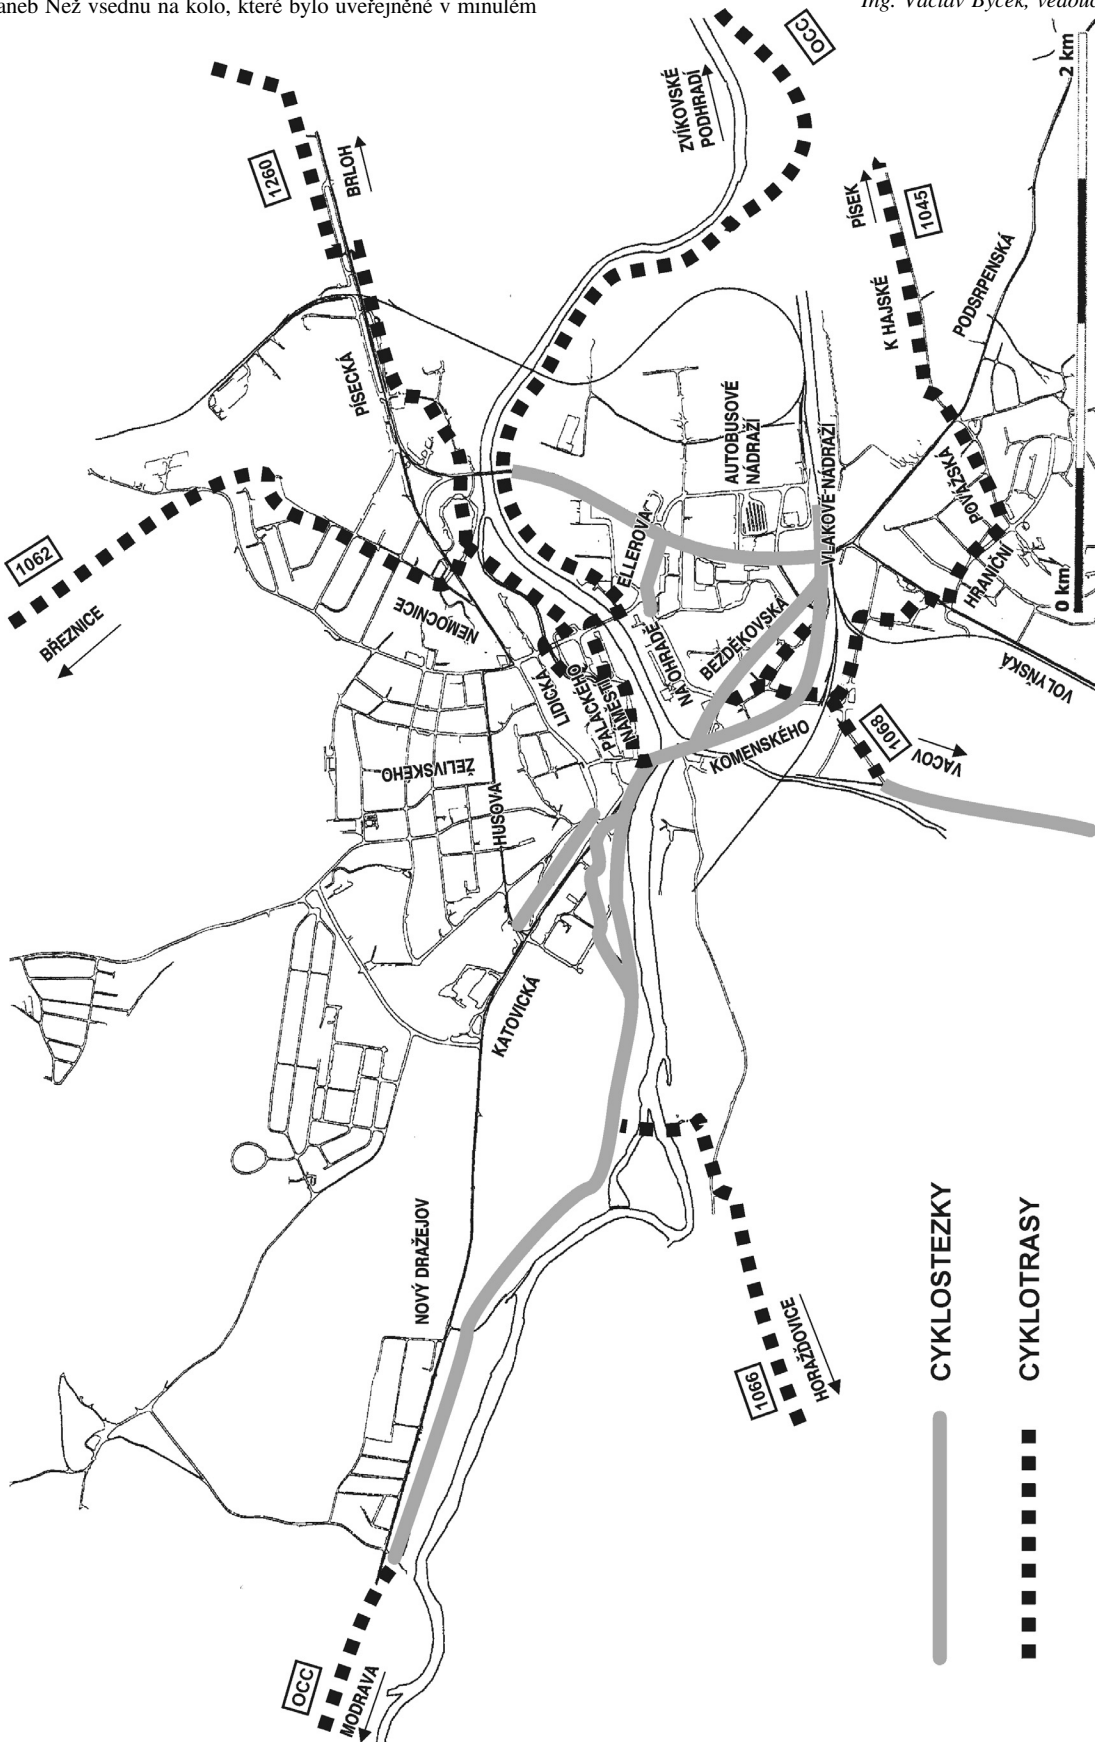 aneb Než vsednu na kolo, které bylo uveřejněné v minulém
Ing. Václav Býček, vedouc
OCC
2 km
ZVÍKOVSKÉ
PODHRADÍ
1260
BRLOH
PÍSEK
1045
K HAJSKÉ
PODSRPENSKÁ
PÍSECKÁ
AUTOBUSOVÉ
NÁDRAŽÍ
VLAKOVÉ NÁDRAŽÍ
POVAŽSKÁ
1062
BŘEZNICE
NEMOCNICE
ELLEROVA
HRANIČNÍ
0 km
LIDICKÁ
PALACKÉHO
NÁMĚSTÍ
NA OHRADĚ
BEZDĚKOVSKÁ
VOLYŇSKÁ
ŽELIVSKÉHO
HUSOVA
KOMENSKÉHO
1068
VACOV
KATOVICKÁ
NOVÝ DRAŽEJOV
1066
HORAŽĎOVICE
OCC
MODRAVA
CYKLOSTEZKY
CYKLOTRASY